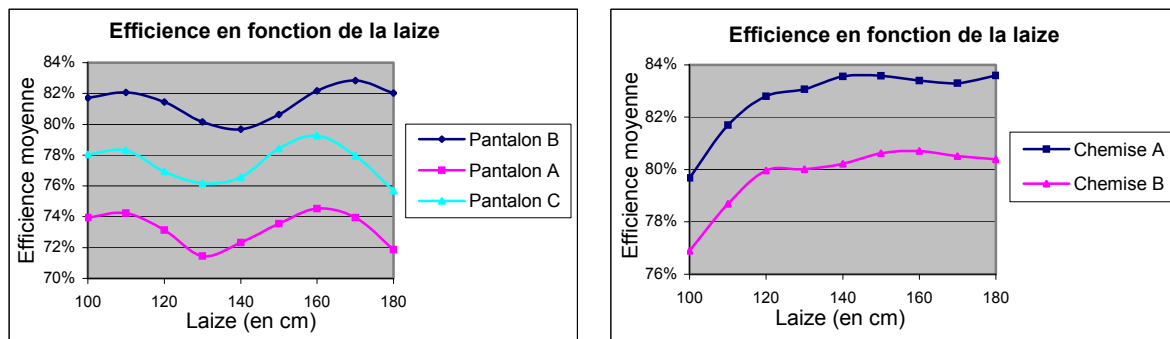 Efficience en fonction de la laize
Efficience moyenne
84%
82%
80%
78%
76%
74%
72%
70%
100 120 140 160 180
Laize (en cm)
Pantalon B
Pantalon A
Pantalon C
Efficience en fonction de la laize
Efficience moyenne
84%
82%
80%
78%
76%
100 120 140 160 180
Laize (en cm)
Chemise A
Chemise B